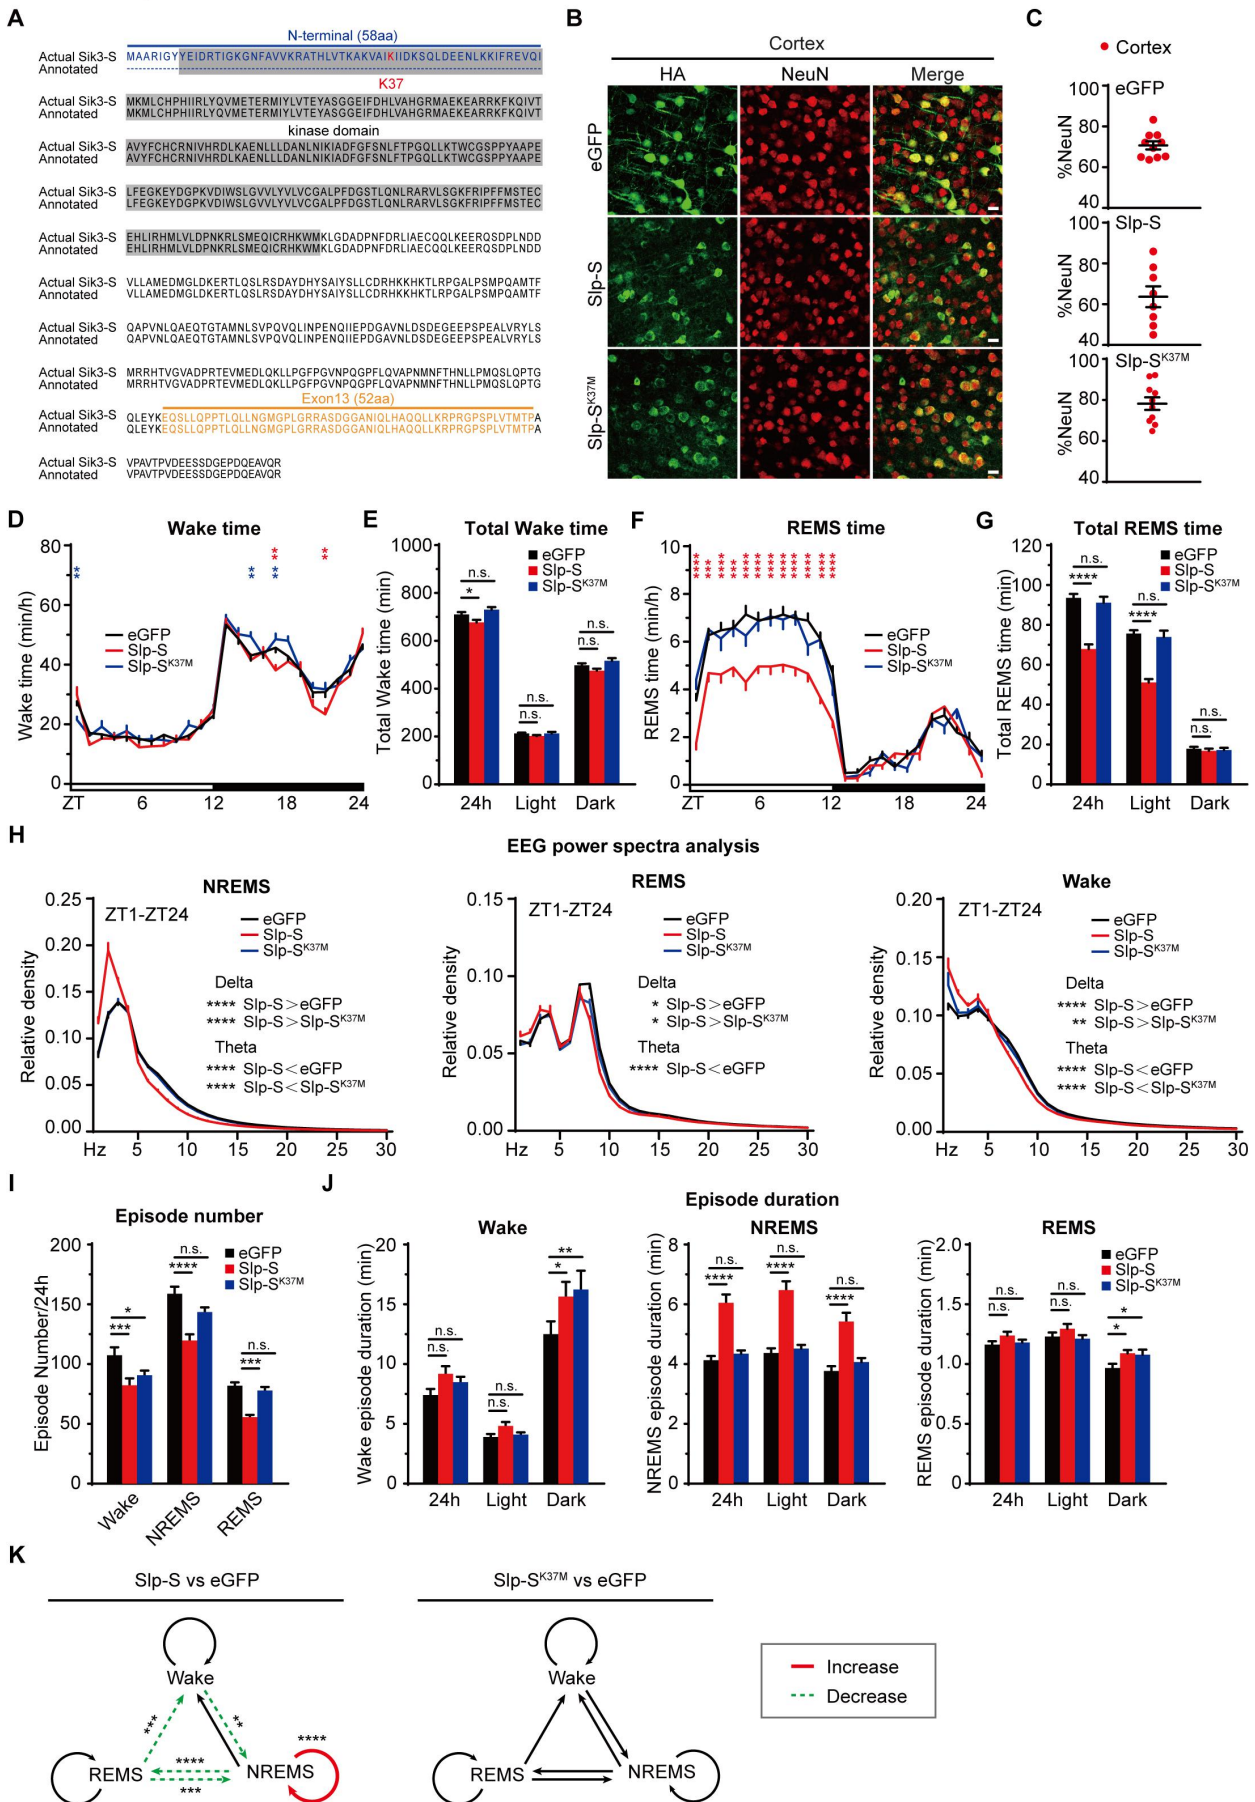 A
N-terminal (58aa)
Actual Sik3-S MAARIGYYEIDRTIGKGNFAVVKRATHLVTKAKVAIKIIDKSQLDEENLKKIFREVQI
Annotated
K37
Actual Sik3-S MKMLCHPHIIRLYQVMETERMIYLVTEYASGGEIFDHLVAHGRMAEKEARRKFKQIVT
Annotated MKMLCHPHIIRLYQVMETERMIYLVTEYASGGEIFDHLVAHGRMAEKEARRKFKQIVT
kinase domain
Actual Sik3-S AVYFCHCRNIVHRDLKAENLLLDANLNIKIADFGFSNLFTPGQLLKTWCGSPPYAAPE
Annotated AVYFCHCRNIVHRDLKAENLLLDANLNIKIADFGFSNLFTPGQLLKTWCGSPPYAAPE
Actual Sik3-S LFEGKEYDGPKVDIWSLGVVLYVLVCGALPFDGSTLQNLRARVLSGKFRIPFFMSTEC
Annotated LFEGKEYDGPKVDIWSLGVVLYVLVCGALPFDGSTLQNLRARVLSGKFRIPFFMSTEC
Actual Sik3-S EHLIRHMLVLDPNKRLSMEQICRHKWMKLGDADPNFDRLIAECQQLKEERQSDPLNDD
Annotated EHLIRHMLVLDPNKRLSMEQICRHKWMKLGDADPNFDRLIAECQQLKEERQSDPLNDD
Actual Sik3-S VLLAMEDMGLDKERTLQSLRSDAYDHYSAIYSLLCDRHKKHKTLRPGALPSMPQAMTF
Annotated VLLAMEDMGLDKERTLQSLRSDAYDHYSAIYSLLCDRHKKHKTLRPGALPSMPQAMTF
Actual Sik3-S QAPVNLQAEQTGTAMNLSVPQVQLINPENQIIEPDGAVNLDSDEGEEPSPEALVRYLS
Annotated QAPVNLQAEQTGTAMNLSVPQVQLINPENQIIEPDGAVNLDSDEGEEPSPEALVRYLS
Actual Sik3-S MRRHTVGVADPRTEVMEDLQKLLPGFPGVNPQGPFLQVAPNMNFTHNLLPMQSLQPTG
Annotated MRRHTVGVADPRTEVMEDLQKLLPGFPGVNPQGPFLQVAPNMNFTHNLLPMQSLQPTG
Exon13 (52aa)
Actual Sik3-S QLEYKEQSLLQPPTLQLLNGMGPLGRRASDGGANIQLHAQQLLKRPRGPSPLVTMTPA
Annotated QLEYKEQSLLQPPTLQLLNGMGPLGRRASDGGANIQLHAQQLLKRPRGPSPLVTMTPA
Actual Sik3-S VPAVTPVDEESSDGEPDQEAVQR
Annotated VPAVTPVDEESSDGEPDQEAVQR
B
Cortex
HA NeuN Merge
eGFP
Slp-S
Slp-SK37M
C
Cortex
eGFP
%NeuN
100
80
60
40
Slp-S
%NeuN
100
80
60
40
Slp-SK37M
%NeuN
100
80
60
40
D
Wake time
Wake time (min/h)
80
60
40
20
0
** ** ** ** **
eGFP
Slp-S
Slp-SK37M
ZT 6 12 18 24
E
Total Wake time
Total Wake time (min)
1000
800
600
400
200
0
eGFP
Slp-S
Slp-SK37M
n.s. * n.s. n.s. n.s. n.s.
24h Light Dark
F
REMS time
REMS time (min/h)
10
8
6
4
2
0
eGFP
Slp-S
Slp-SK37M
ZT 6 12 18 24
G
Total REMS time
Total REMS time (min)
120
100
80
60
40
20
0
eGFP
Slp-S
Slp-SK37M
n.s. **** n.s. **** n.s. n.s.
24h Light Dark
H
EEG power spectra analysis
NREMS
Relative density
0.25
0.20
0.15
0.10
0.05
0.00
ZT1-ZT24
eGFP
Slp-S
Slp-SK37M
Delta
**** Slp-S＞eGFP
**** Slp-S＞Slp-SK37M
Theta
**** Slp-S＜eGFP
**** Slp-S＜Slp-SK37M
Hz 5 10 15 20 25 30
REMS
Relative density
0.15
0.10
0.05
0.00
ZT1-ZT24
eGFP
Slp-S
Slp-SK37M
Delta
* Slp-S＞eGFP
* Slp-S＞Slp-SK37M
Theta
**** Slp-S＜eGFP
Hz 5 10 15 20 25 30
Wake
Relative density
0.20
0.15
0.10
0.05
0.00
ZT1-ZT24
eGFP
Slp-S
Slp-SK37M
Delta
**** Slp-S＞eGFP
** Slp-S＞Slp-SK37M
Theta
**** Slp-S＜eGFP
**** Slp-S＜Slp-SK37M
Hz 5 10 15 20 25 30
I
Episode number
Episode Number/24h
200
150
100
50
0
eGFP
Slp-S
Slp-SK37M
* *** n.s. **** n.s. ***
Wake NREMS REMS
J
Episode duration
Wake
Wake episode duration (min)
20
15
10
5
0
n.s. n.s. n.s. n.s. ** *
24h Light Dark
NREMS
NREMS episode duration (min)
8
6
4
2
0
n.s. **** n.s. **** n.s. ****
24h Light Dark
REMS
REMS episode duration (min)
2.0
1.5
1.0
0.5
0
eGFP
Slp-S
Slp-SK37M
n.s. n.s. n.s. n.s. * *
24h Light Dark
K
Slp-S vs eGFP
Wake
*** **
**** ****
REMS NREMS
***
Slp-SK37M vs eGFP
Wake
REMS NREMS
Increase
Decrease